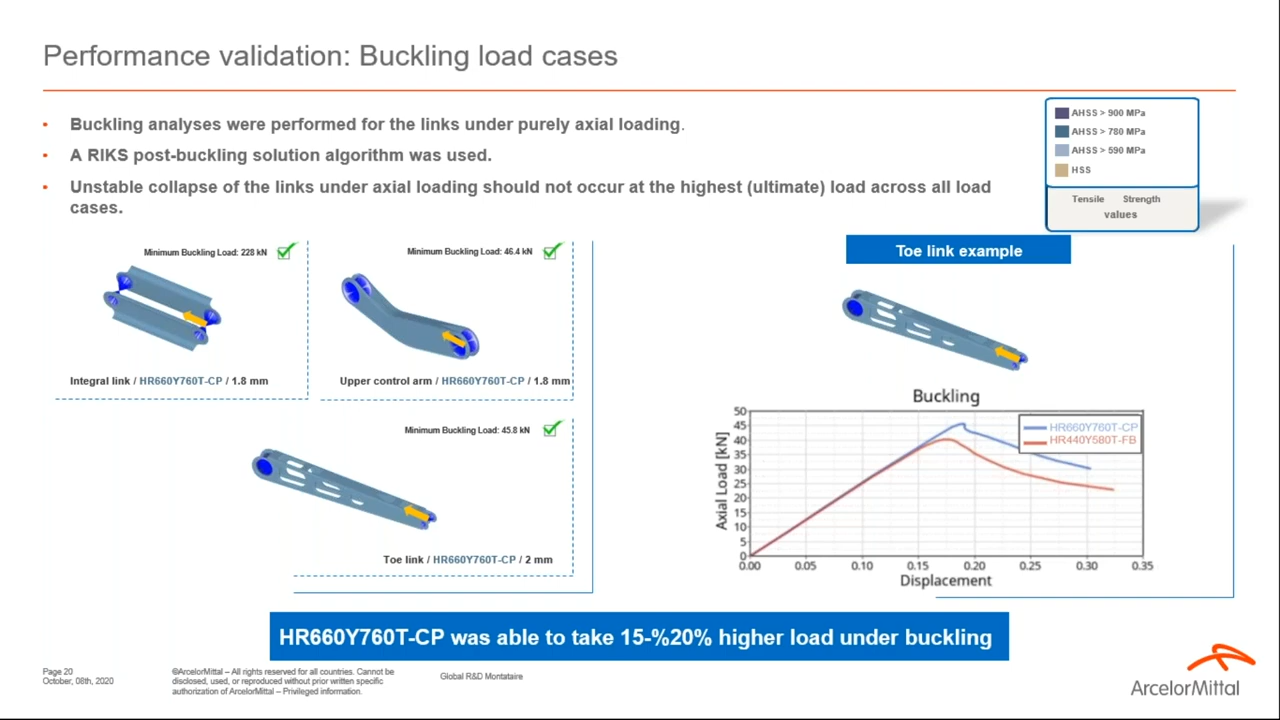 Performance validation: Buckling load cases
• Buckling analyses were performed for the links under purely axial loading.
• A RIKS post-buckling solution algorithm was used.
• Unstable collapse of the links under axial loading should not occur at the highest (ultimate) load across all load
cases.
AHSS > 900 MPa
AHSS > 780 MPa
AHSS > 590 MPa
HSS
Tensile Strength
values
Minimum Buckling Load: 228 kN
Integral link / HR660Y760T-CP / 1.8 mm
Minimum Buckling Load: 46.4 kN
Upper control arm / HR660Y760T-CP / 1.8 mm
Minimum Buckling Load: 45.8 kN
Toe link / HR660Y760T-CP / 2 mm
Toe link example
Buckling
Axial Load [kN]
50
45
40
35
30
25
20
15
10
5
0
HR660Y760T-CP
HR440Y580T-FB
0.00 0.05 0.10 0.15 0.20 0.25 0.30 0.35
Displacement
HR660Y760T-CP was able to take 15-%20% higher load under buckling
Page 20
October, 08th, 2020
©ArcelorMittal – All rights reserved for all countries. Cannot be
disclosed, used, or reproduced without prior written specific
authorization of ArcelorMittal – Privileged information.
Global R&D Montataire
ArcelorMittal